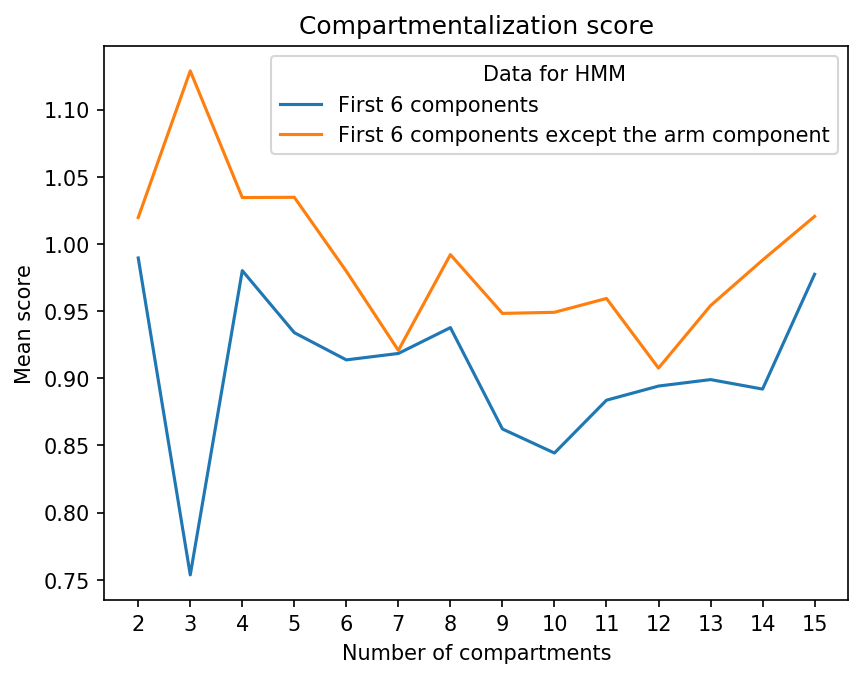 Compartmentalization score
Data for HMM
First 6 components
First 6 components except the arm component
Mean score
1.10
1.05
1.00
0.95
0.90
0.85
0.80
0.75
2 3 4 5 6 7 8 9 10 11 12 13 14 15
Number of compartments